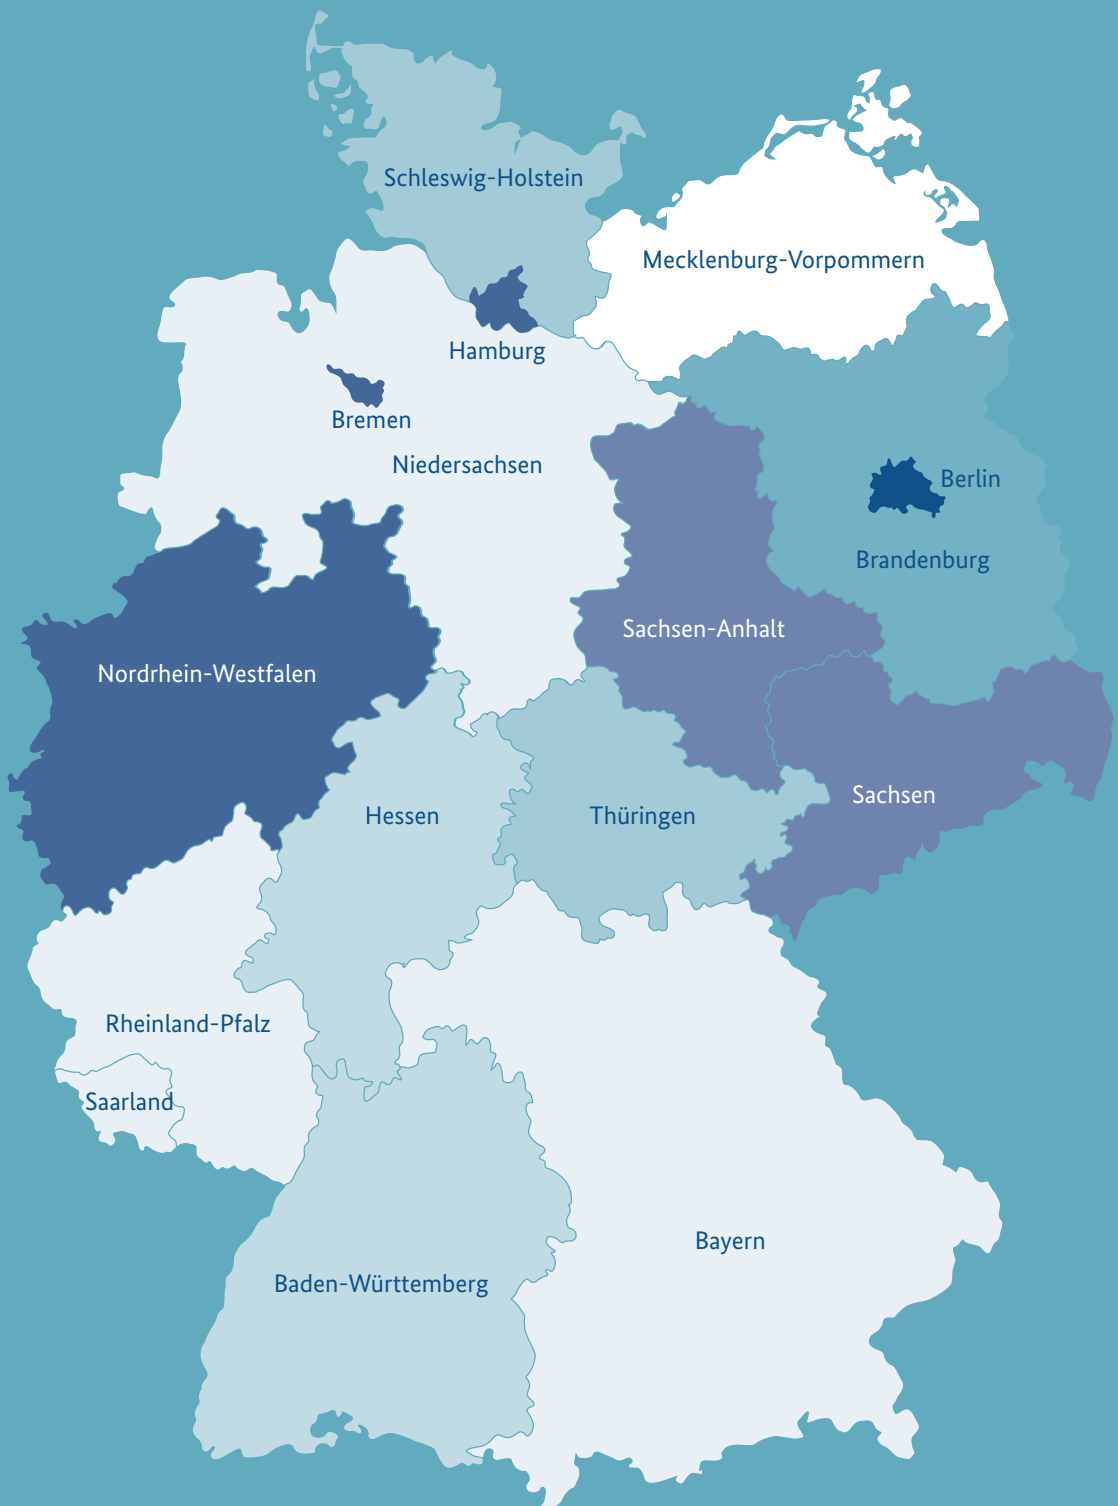 Schleswig-Holstein
Mecklenburg-Vorpommern
Hamburg
Bremen
Niedersachsen
Berlin
Brandenburg
Sachsen-Anhalt
Nordrhein-Westfalen
Sachsen
Hessen
Thüringen
Rheinland-Pfalz
Saarland
Bayern
Baden-Württemberg